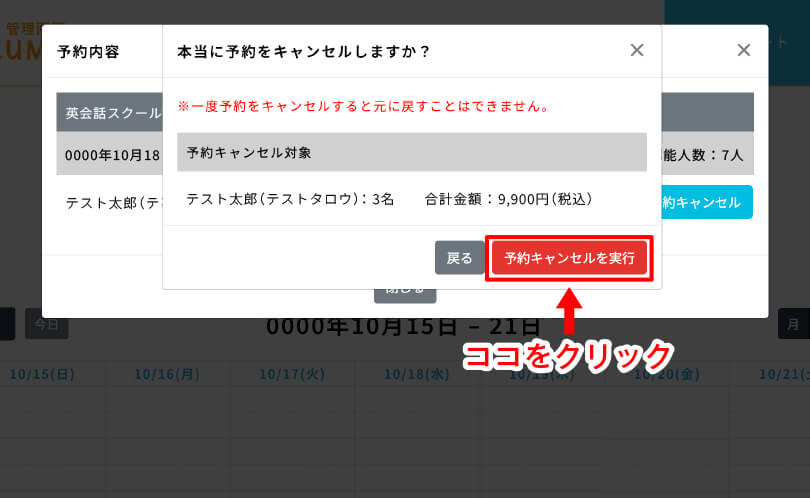 管理
予約内容
本当に予約をキャンセルしますか？
※一度予約をキャンセルすると元に戻すことはできません。
英会話スクール
予約キャンセル対象
0000年10月18
能人数：7人
テスト太郎（テ
テスト太郎（テストタロウ）：3名
合計金額：9,900円（税込）
約キャンセル
戻る
予約キャンセルを実行
閉じる
今日
0000年10月15日 – 21日
月
ココをクリック
10/15(日)
10/16(月)
10/17(火)
10/18(水)
10/19(木)
10/20(金)
10/21(